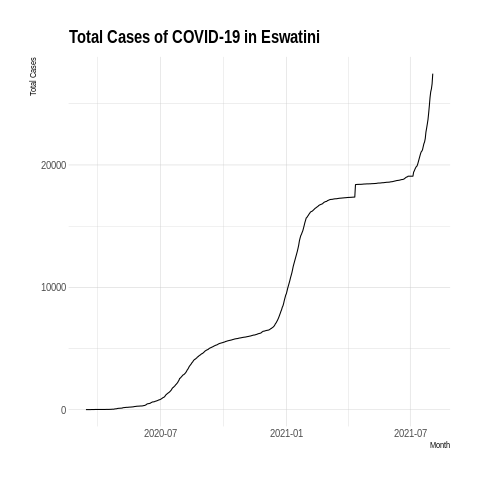 Total Cases of COVID-19 in Eswatini
Total Cases
20000
10000
0
2020-07 2021-01 2021-07
Month